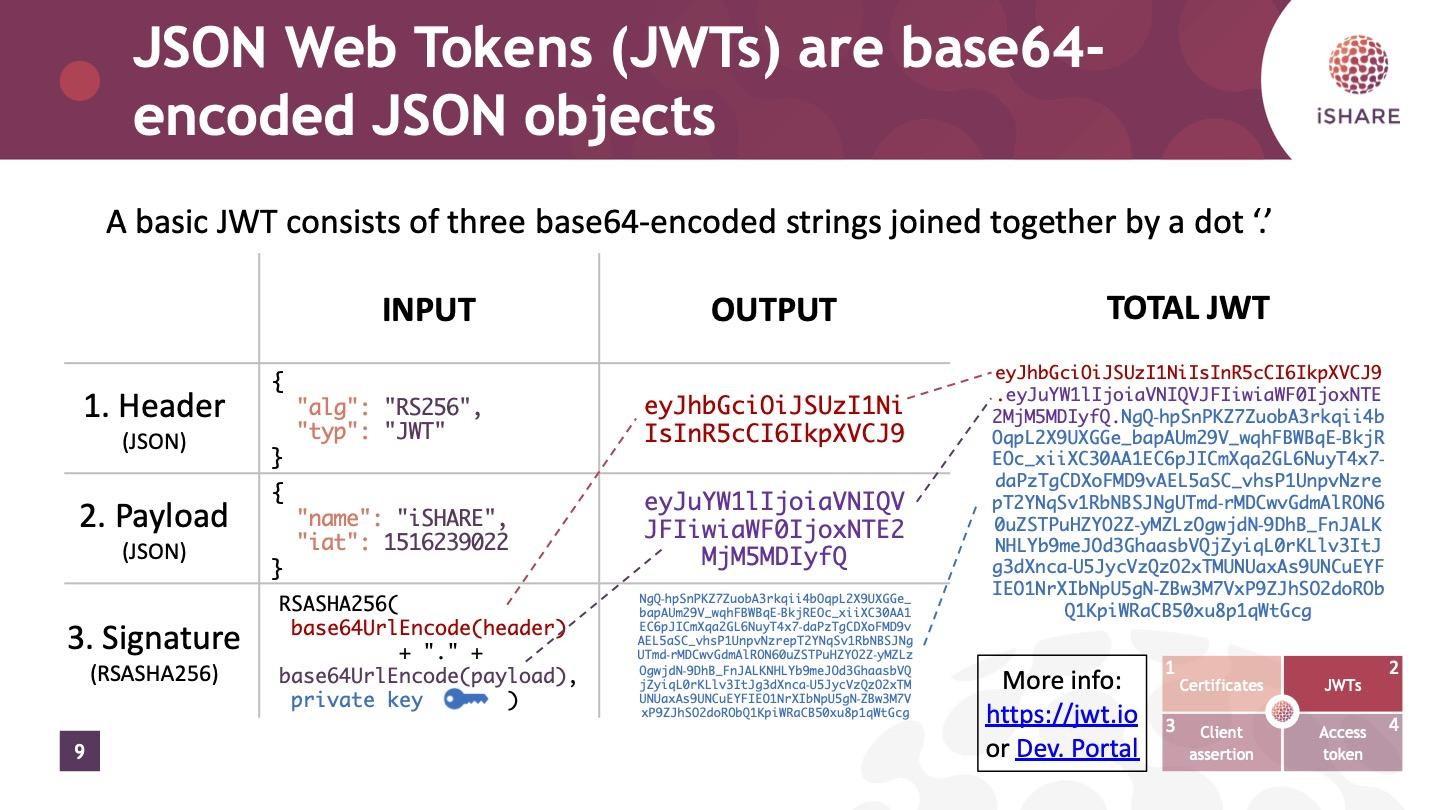 JSON Web Tokens (JWTs) are base64-
encoded JSON objects
iSHARE
A basic JWT consists of three base64-encoded strings joined together by a dot ‘.’
INPUT
OUTPUT
TOTAL JWT
1. Header
(JSON)
{
"alg": "RS256",
"typ": "JWT"
}
eyJhbGciOiJSUzI1Ni
IsInR5cCI6IkpXVCJ9
2. Payload
(JSON)
{
"name": "iSHARE",
"iat": 1516239022
}
eyJuYW1lIjoiaVNIQV
JFIiwiaWF0IjoxNTE2
MjM5MDIyfQ
3. Signature
(RSASHA256)
RSASHA256(
base64UrlEncode(header)
+ "." +
base64UrlEncode(payload),
private key )
NgQ-hpSnPKZ7ZuobA3rkqii4bOqpL2X9UXGGe_
bapAUm29V_wqhFBWBqE-BkjREOc_xiiXC30AA1
EC6pJICmXqa2GL6NuyT4x7-daPzTgCDXoFMD9v
AEL5aSC_vhsP1UnpvNzrepT2YNqSv1RbNBSJNg
UTmd-rMDCwvGdmAlRON60uZSTPuHZYO2Z-yMZLz
OgwjdN-9DhB_FnJALKNHLYb9meJOd3GhaasbVQ
jZyiqL0rKLlv3ItJg3dXnca-U5JycVzQzO2xTM
UNUaxAs9UNCuEYFIEO1NrXIbNpU5gN-ZBw3M7V
xP9ZJhSO2doRObQ1KpiWRaCB50xu8p1qWtGcg
eyJhbGciOiJSUzI1NiIsInR5cCI6IkpXVCJ9
.eyJuYW1lIjoiaVNIQVJFIiwiaWF0IjoxNTE
2MjM5MDIyfQ.NgQ-hpSnPKZ7ZuobA3rkqii4b
OqpL2X9UXGGe_bapAUm29V_wqhFBWBqE-BkjR
EOc_xiiXC30AA1EC6pJICmXqa2GL6NuyT4x7-
daPzTgCDXoFMD9vAEL5aSC_vhsP1UnpvNzre
pT2YNqSv1RbNBSJNgUTmd-rMDCwvGdmAlRON6
0uZSTPuHZYO2Z-yMZLzOgwjdN-9DhB_FnJALK
NHLYb9meJOd3GhaasbVQjZyiqL0rKLlv3ItJ
g3dXnca-U5JycVzQzO2xTMUNUaxAs9UNCuEYF
IEO1NrXIbNpU5gN-ZBw3M7VxP9ZJhSO2doROb
Q1KpiWRaCB50xu8p1qWtGcg
More info:
https://jwt.io
or Dev. Portal
1 Certificates
JWTs 2
3 Client
assertion
Access 4
token
9